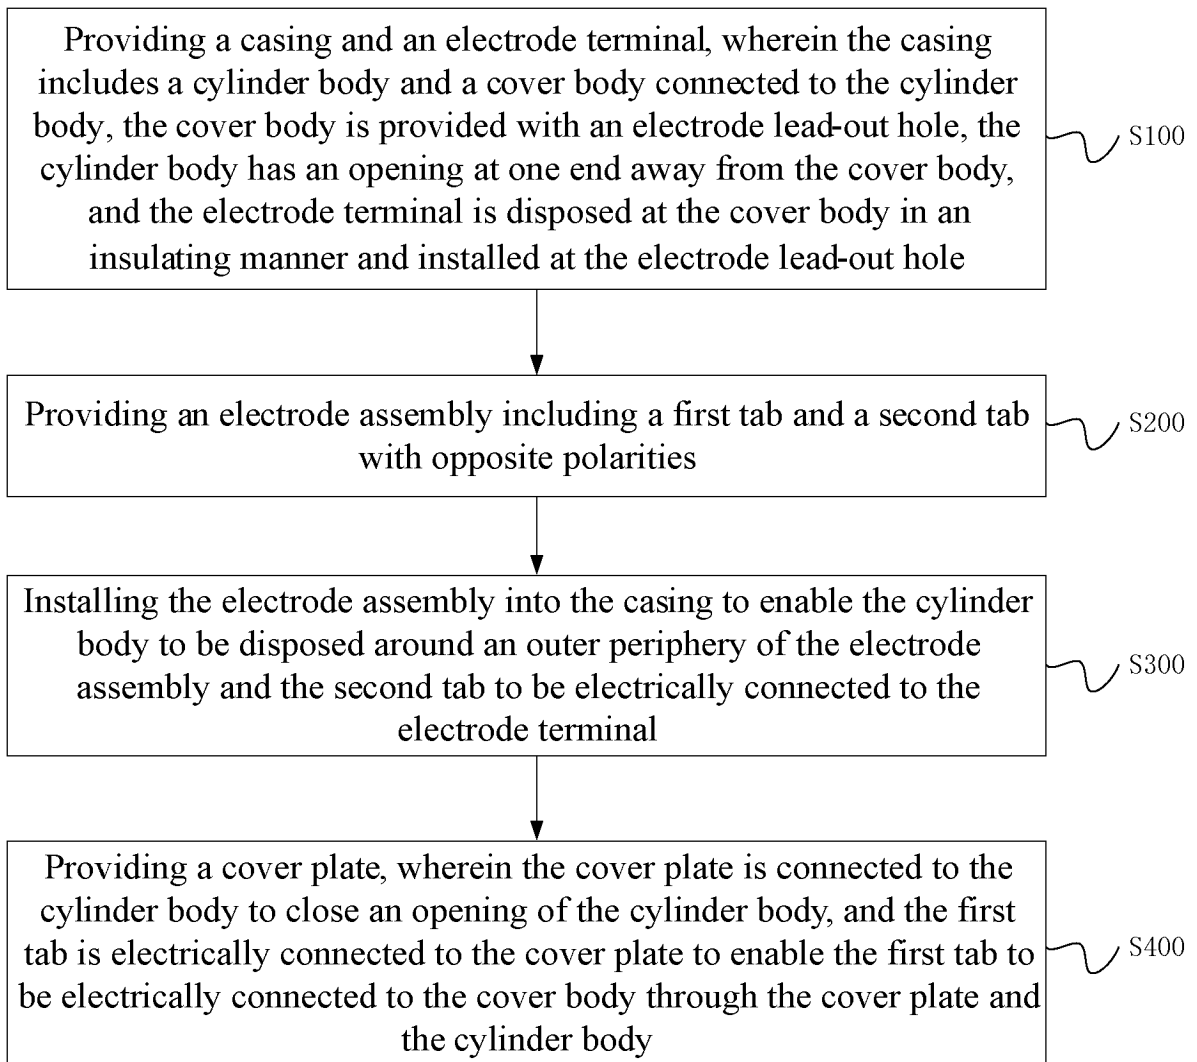 Providing a casing and an electrode terminal, wherein the casing
includes a cylinder body and a cover body connected to the cylinder
body, the cover body is provided with an electrode lead-out hole, the
cylinder body has an opening at one end away from the cover body,
and the electrode terminal is disposed at the cover body in an
insulating manner and installed at the electrode lead-out hole
S100
Providing an electrode assembly including a first tab and a second tab
with opposite polarities
S200
Installing the electrode assembly into the casing to enable the cylinder
body to be disposed around an outer periphery of the electrode
assembly and the second tab to be electrically connected to the
electrode terminal
S300
Providing a cover plate, wherein the cover plate is connected to the
cylinder body to close an opening of the cylinder body, and the first
tab is electrically connected to the cover plate to enable the first tab to
be electrically connected to the cover body through the cover plate and
the cylinder body
S400